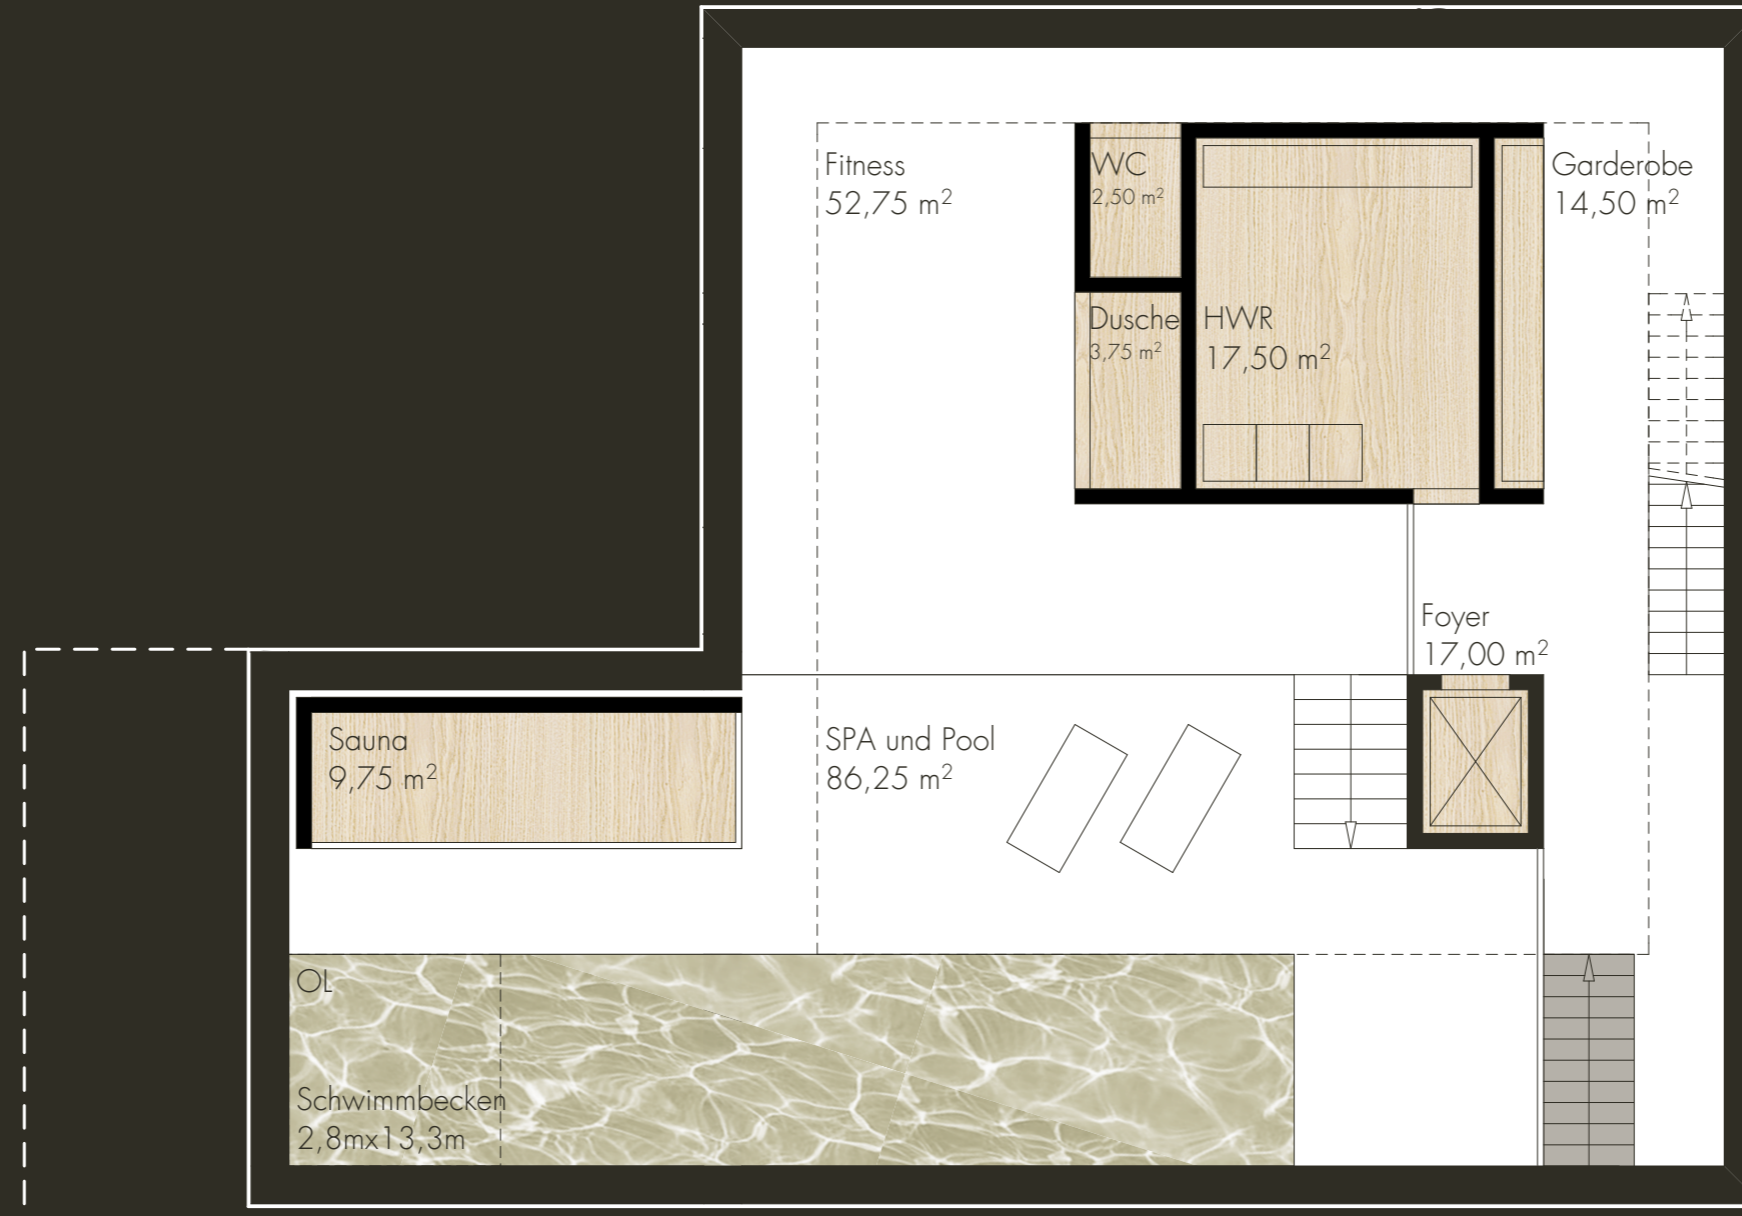 Fitness
52,75 m²
WC
2,50 m²
Garderobe
14,50 m²
Dusche
3,75 m²
HWR
17,50 m²
Foyer
17,00 m²
Sauna
9,75 m²
SPA und Pool
86,25 m²
OL
Schwimmbecken
2,8mx13,3m